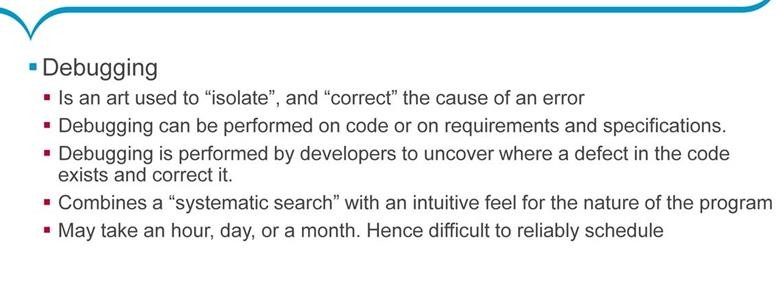 Debugging
Is an art used to “isolate”, and “correct” the cause of an error
Debugging can be performed on code or on requirements and specifications.
Debugging is performed by developers to uncover where a defect in the code
exists and correct it.
Combines a “systematic search” with an intuitive feel for the nature of the program
May take an hour, day, or a month. Hence difficult to reliably schedule